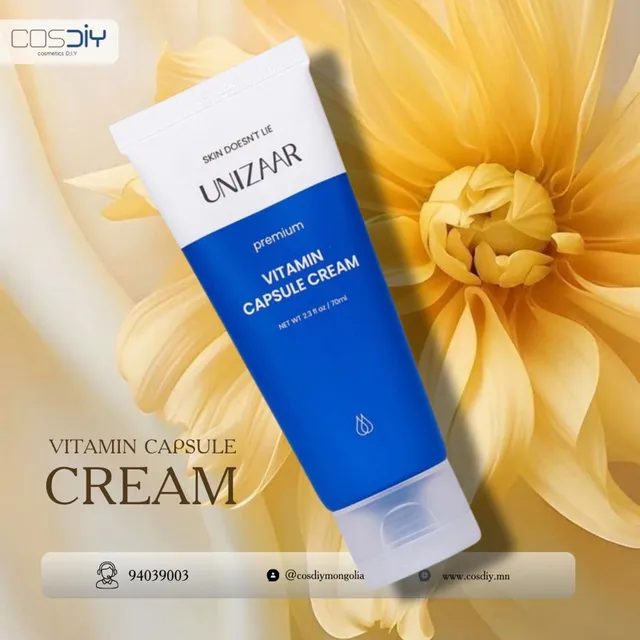 COSDIY
cosmetics D.I.Y
SKIN DOESN'T LIE
UNIZAAR
premium
VITAMIN
CAPSULE CREAM
NET WT 2.3 fl oz / 70ml
VITAMIN CAPSULE
CREAM
94039003
@cosdiymongolia
www.cosdiy.mn